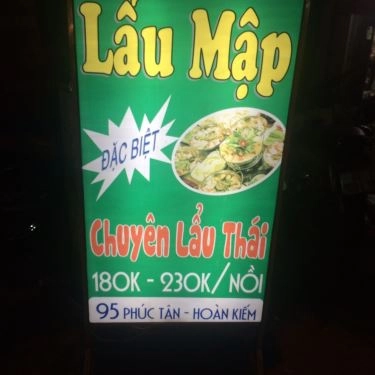 Lẩu Mập
ĐẶC BIỆT
Chuyên Lẩu Thái
180K - 230K/NỒI
95 PHÚC TÂN - HOÀN KIẾM